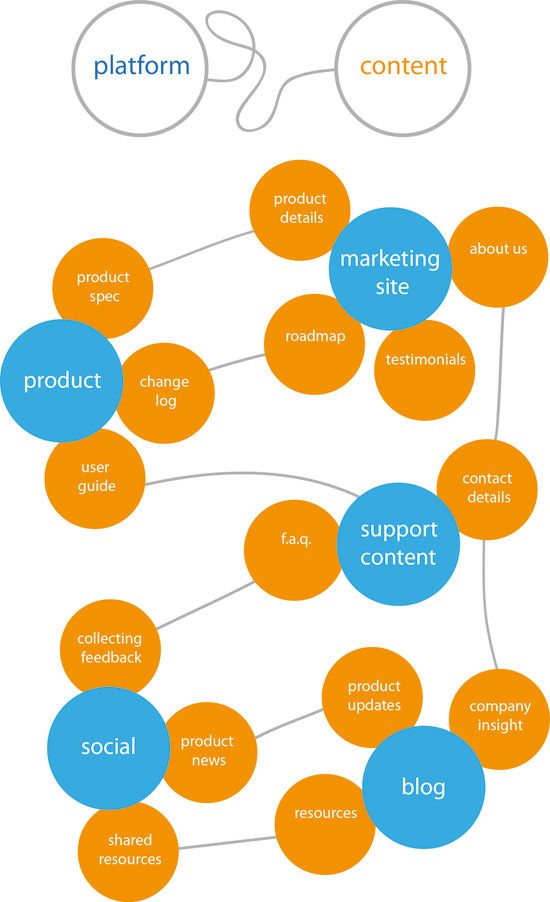 platform
content
product
details
marketing
site
about us
product
spec
roadmap
testimonials
product
change
log
user
guide
contact
details
support
content
f.a.q.
collecting
feedback
product
updates
company
insight
social
product
news
blog
resources
shared
resources